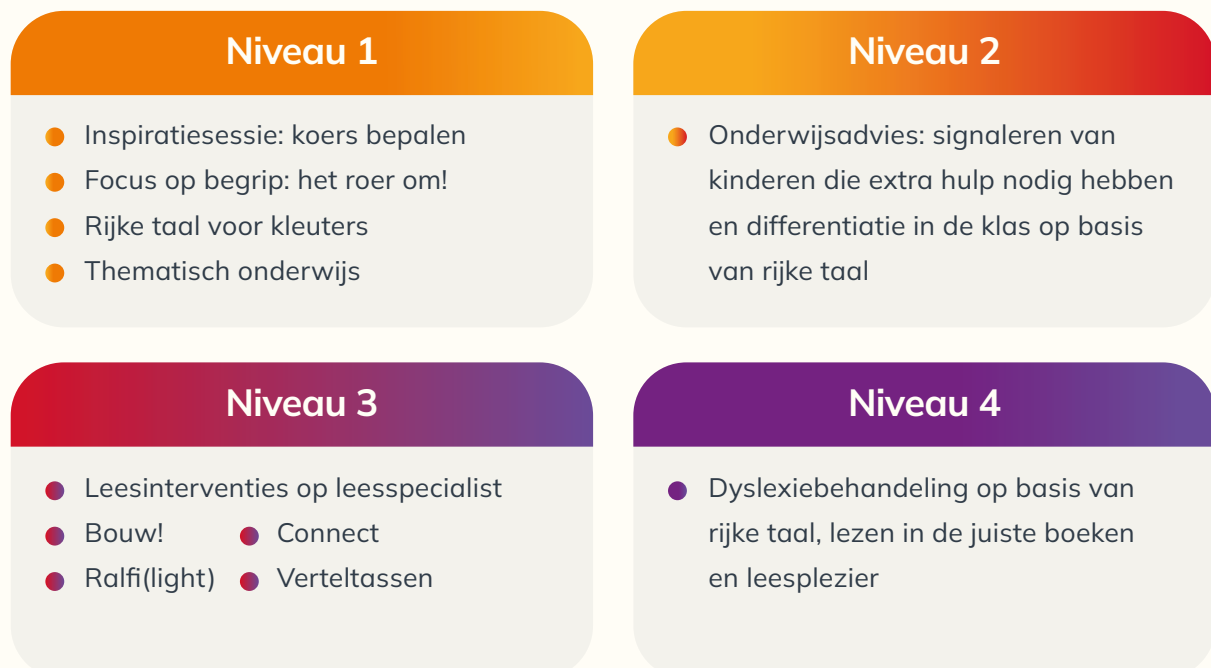 Niveau 1
Inspiratiesessie: koers bepalen
Focus op begrip: het roer om!
Rijke taal voor kleuters
Thematisch onderwijs
Niveau 2
Onderwijsadvies: signaleren van
kinderen die extra hulp nodig hebben
en differentiatie in de klas op basis
van rijke taal
Niveau 3
Leesinterventies op leesspecialist
Bouw!
Connect
Ralfi(light)
Verteltassen
Niveau 4
Dyslexiebehandeling op basis van
rijke taal, lezen in de juiste boeken
en leesplezier